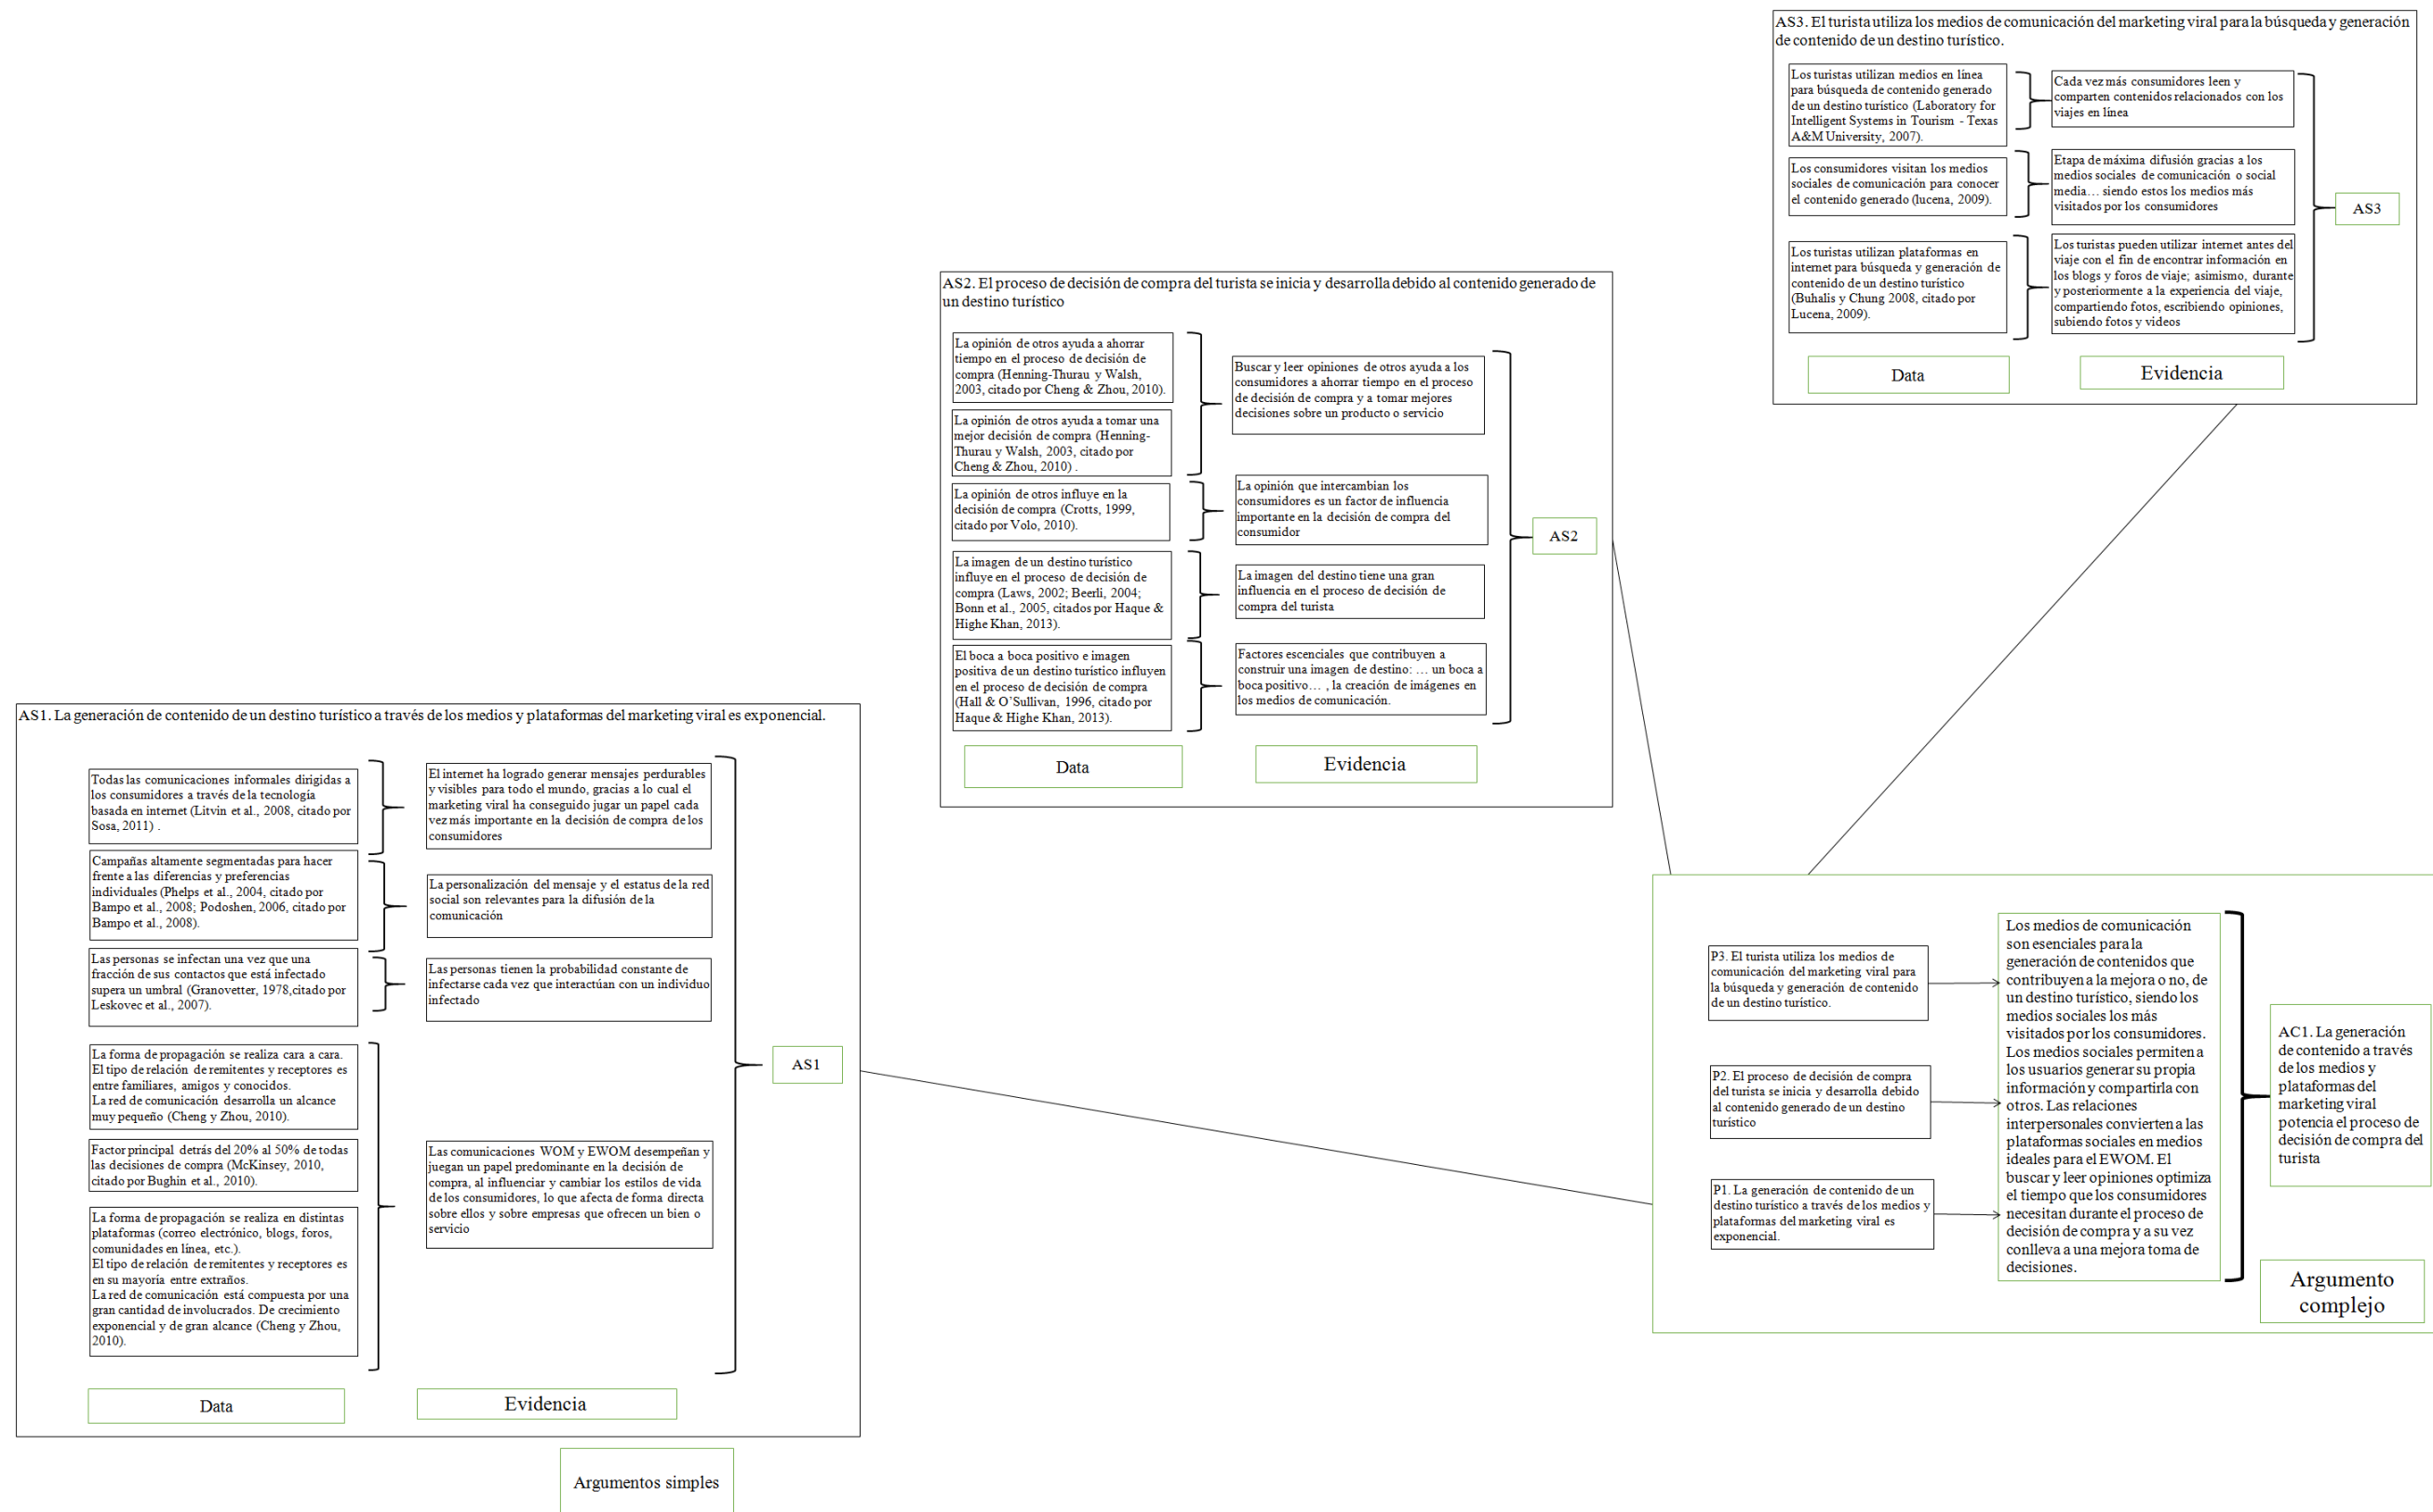 AS3. El turista utiliza los medios de comunicación del marketing viral para la búsqueda y generación
de contenido de un destino turístico.
Los turistas utilizan medios en línea
para búsqueda de contenido generado
de un destino turístico (Laboratory for
Intelligent Systems in Tourism - Texas
A&M University, 2007).
Cada vez más consumidores leen y
comparten contenidos relacionados con los
viajes en línea
Los consumidores visitan los medios
sociales de comunicación para conocer
el contenido generado (lucena, 2009).
Etapa de máxima difusión gracias a los
medios sociales de comunicación o social
media… siendo estos los medios más
visitados por los consumidores
Los turistas utilizan plataformas en
internet para búsqueda y generación de
contenido de un destino turístico
(Buhalis y Chung 2008, citado por
Lucena, 2009).
Los turistas pueden utilizar internet antes del
viaje con el fin de encontrar información en
los blogs y foros de viaje; asimismo, durante
y posteriormente a la experiencia del viaje,
compartiendo fotos, escribiendo opiniones,
subiendo fotos y videos
AS3
Data
Evidencia
AS2. El proceso de decisión de compra del turista se inicia y desarrolla debido al contenido generado de
un destino turístico
La opinión de otros ayuda a ahorrar
tiempo en el proceso de decisión de
compra (Henning-Thurau y Walsh,
2003, citado por Cheng & Zhou, 2010).
La opinión de otros ayuda a tomar una
mejor decisión de compra (Henning-
Thurau y Walsh, 2003, citado por
Cheng & Zhou, 2010) .
Buscar y leer opiniones de otros ayuda a los
consumidores a ahorrar tiempo en el proceso
de decisión de compra y a tomar mejores
decisiones sobre un producto o servicio
La opinión de otros influye en la
decisión de compra (Crotts, 1999,
citado por Volo, 2010).
La opinión que intercambian los
consumidores es un factor de influencia
importante en la decisión de compra del
consumidor
La imagen de un destino turístico
influye en el proceso de decisión de
compra (Laws, 2002; Beerli, 2004;
Bonn et al., 2005, citados por Haque &
Highe Khan, 2013).
La imagen del destino tiene una gran
influencia en el proceso de decisión de
compra del turista
El boca a boca positivo e imagen
positiva de un destino turístico influyen
en el proceso de decisión de compra
(Hall & O`Sullivan, 1996, citado por
Haque & Highe Khan, 2013).
Factores escenciales que contribuyen a
construir una imagen de destino: … un boca a
boca positivo… , la creación de imágenes en
los medios de comunicación.
AS2
Data
Evidencia
AS1. La generación de contenido de un destino turístico a través de los medios y plataformas del marketing viral es exponencial.
Todas las comunicaciones informales dirigidas a
los consumidores a través de la tecnología
basada en internet (Litvin et al., 2008, citado por
Sosa, 2011) .
El internet ha logrado generar mensajes perdurables
y visibles para todo el mundo, gracias a lo cual el
marketing viral ha conseguido jugar un papel cada
vez más importante en la decisión de compra de los
consumidores
Campañas altamente segmentadas para hacer
frente a las diferencias y preferencias
individuales (Phelps et al., 2004, citado por
Bampo et al., 2008; Podoshen, 2006, citado por
Bampo et al., 2008).
La personalización del mensaje y el estatus de la red
social son relevantes para la difusión de la
comunicación
Las personas se infectan una vez que una
fracción de sus contactos que está infectado
supera un umbral (Granovetter, 1978,citado por
Leskovec et al., 2007).
Las personas tienen la probabilidad constante de
infectarse cada vez que interactúan con un individuo
infectado
La forma de propagación se realiza cara a cara.
El tipo de relación de remitentes y receptores es
entre familiares, amigos y conocidos.
La red de comunicación desarrolla un alcance
muy pequeño (Cheng y Zhou, 2010).
Factor principal detrás del 20% al 50% de todas
las decisiones de compra (McKinsey, 2010,
citado por Bughin et al., 2010).
La forma de propagación se realiza en distintas
plataformas (correo electrónico, blogs, foros,
comunidades en línea, etc.).
El tipo de relación de remitentes y receptores es
en su mayoría entre extraños.
La red de comunicación está compuesta por una
gran cantidad de involucrados. De crecimiento
exponencial y de gran alcance (Cheng y Zhou,
2010).
Las comunicaciones WOM y EWOM desempeñan y
juegan un papel predominante en la decisión de
compra, al influenciar y cambiar los estilos de vida
de los consumidores, lo que afecta de forma directa
sobre ellos y sobre empresas que ofrecen un bien o
servicio
AS1
Data
Evidencia
Argumentos simples
P3. El turista utiliza los medios de
comunicación del marketing viral para
la búsqueda y generación de contenido
de un destino turístico.
P2. El proceso de decisión de compra
del turista se inicia y desarrolla debido
al contenido generado de un destino
turístico
P1. La generación de contenido de un
destino turístico a través de los medios y
plataformas del marketing viral es
exponencial.
Los medios de comunicación
son esenciales para la
generación de contenidos que
contribuyen a la mejora o no, de
un destino turístico, siendo los
medios sociales los más
visitados por los consumidores.
Los medios sociales permiten a
los usuarios generar su propia
información y compartirla con
otros. Las relaciones
interpersonales convierten a las
plataformas sociales en medios
ideales para el EWOM. El
buscar y leer opiniones optimiza
el tiempo que los consumidores
necesitan durante el proceso de
decisión de compra y a su vez
conlleva a una mejora toma de
decisiones.
AC1. La generación
de contenido a través
de los medios y
plataformas del
marketing viral
potencia el proceso de
decisión de compra del
turista
Argumento
complejo